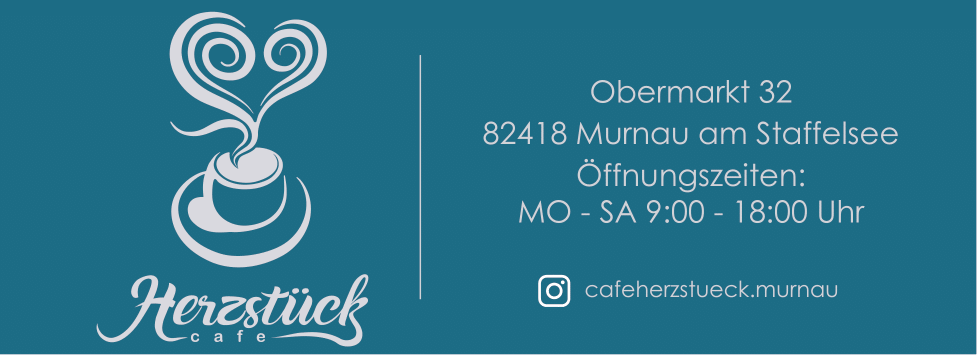 Herzstück
cafe
Obermarkt 32
82418 Murnau am Staffelsee
Öffnungszeiten:
MO - SA 9:00 - 18:00 Uhr
cafeherzstueck.murnau